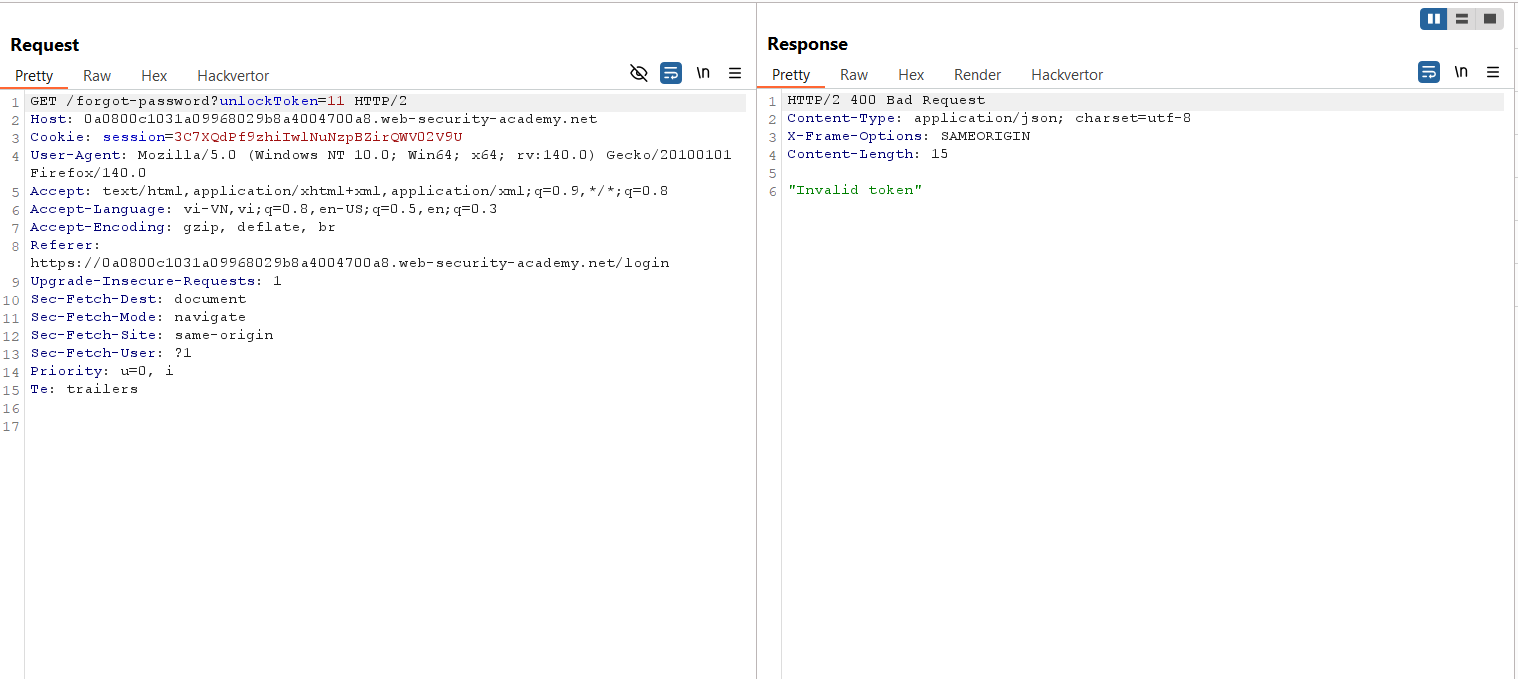 Request
Pretty Raw Hex Hackvertor \n
1 GET /forgot-password?unlockToken=11 HTTP/2
2 Host: 0a0800c1031a09968029b8a4004700a8.web-security-academy.net
3 Cookie: session=3C7XQdPf9zhiIwlNuNzpBZirQWV02V9U
4 User-Agent: Mozilla/5.0 (Windows NT 10.0; Win64; x64; rv:140.0) Gecko/20100101
Firefox/140.0
5 Accept: text/html,application/xhtml+xml,application/xml;q=0.9,*/*;q=0.8
6 Accept-Language: vi-VN,vi;q=0.8,en-US;q=0.5,en;q=0.3
7 Accept-Encoding: gzip, deflate, br
8 Referer:
https://0a0800c1031a09968029b8a4004700a8.web-security-academy.net/login
9 Upgrade-Insecure-Requests: 1
10 Sec-Fetch-Dest: document
11 Sec-Fetch-Mode: navigate
12 Sec-Fetch-Site: same-origin
13 Sec-Fetch-User: ?1
14 Priority: u=0, i
15 Te: trailers
16
17
Response
Pretty Raw Hex Render Hackvertor \n
1 HTTP/2 400 Bad Request
2 Content-Type: application/json; charset=utf-8
3 X-Frame-Options: SAMEORIGIN
4 Content-Length: 15
5
6 "Invalid token"